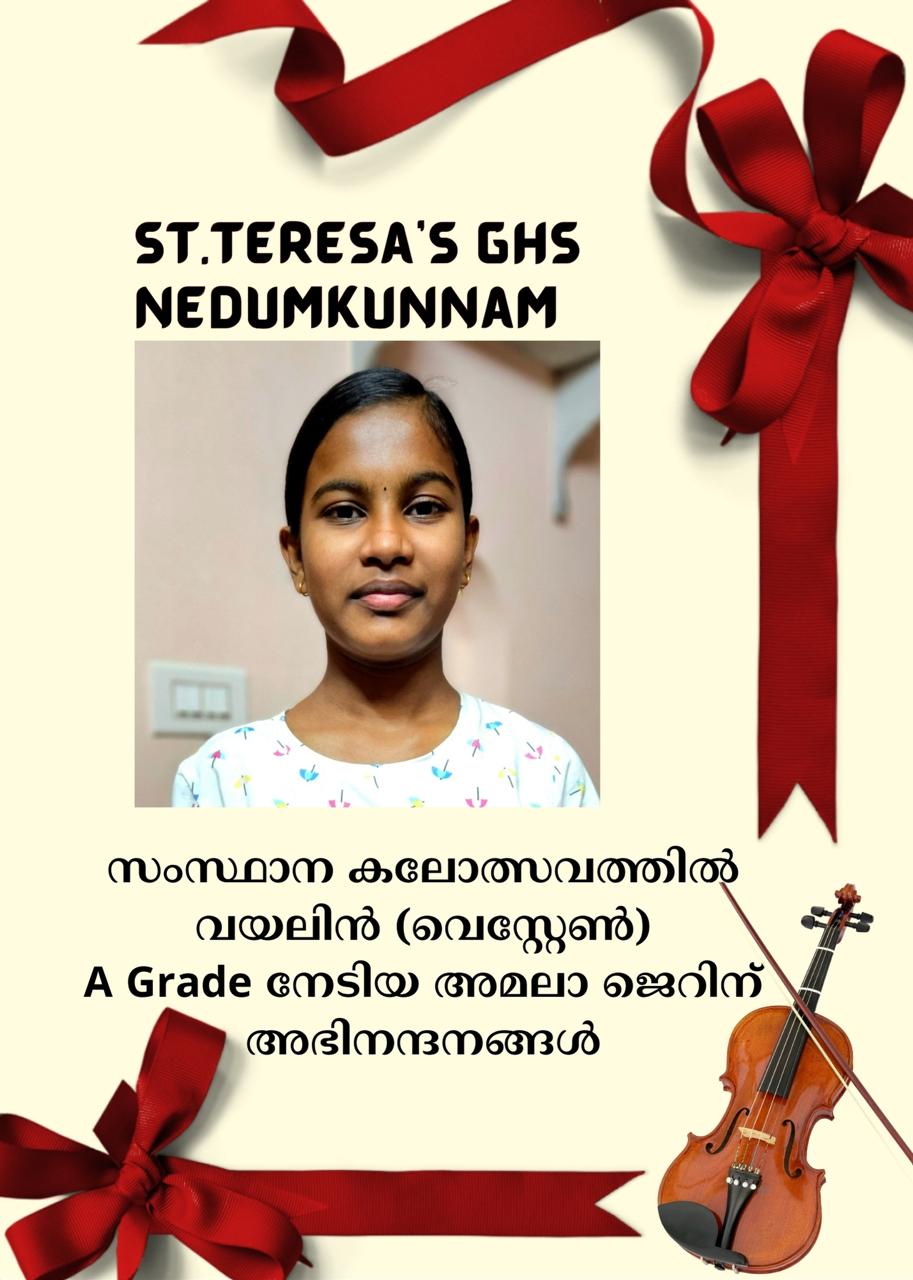 ST.TERESA'S GHS
NEDUMKUNNAM
സംസ്ഥാന കലോത്സവത്തിൽ
വയലിൻ (വെസ്റ്റേൺ)
A Grade നേടിയ അമലാ ജെറിന്
അഭിനന്ദനങ്ങൾ